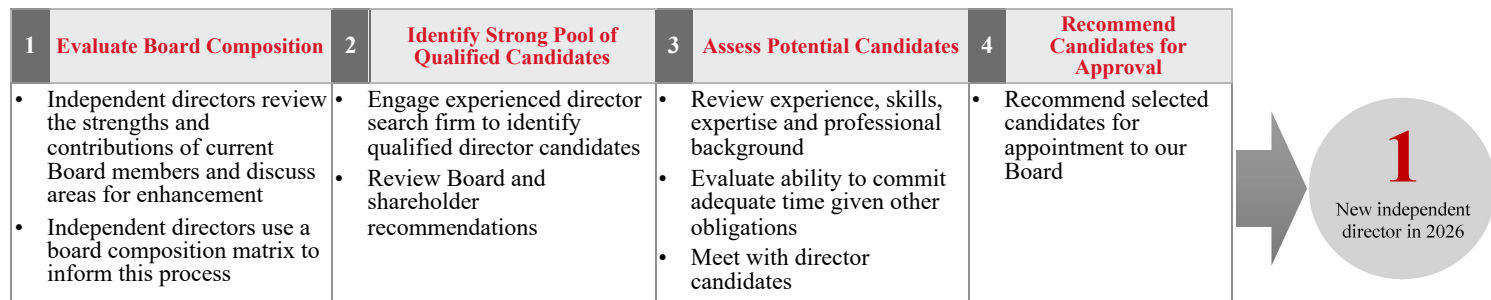 1
Evaluate Board Composition
2
Identify Strong Pool of
Qualified Candidates
3
Assess Potential Candidates
4
Recommend
Candidates for
Approval
• Independent directors review
the strengths and
contributions of current
Board members and discuss
areas for enhancement
• Independent directors use a
board composition matrix to
inform this process
• Engage experienced director
search firm to identify
qualified director candidates
• Review Board and
shareholder
recommendations
• Review experience, skills,
expertise and professional
background
• Evaluate ability to commit
adequate time given other
obligations
• Meet with director
candidates
• Recommend selected
candidates for
appointment to our
Board
1
New independent
director in 2026